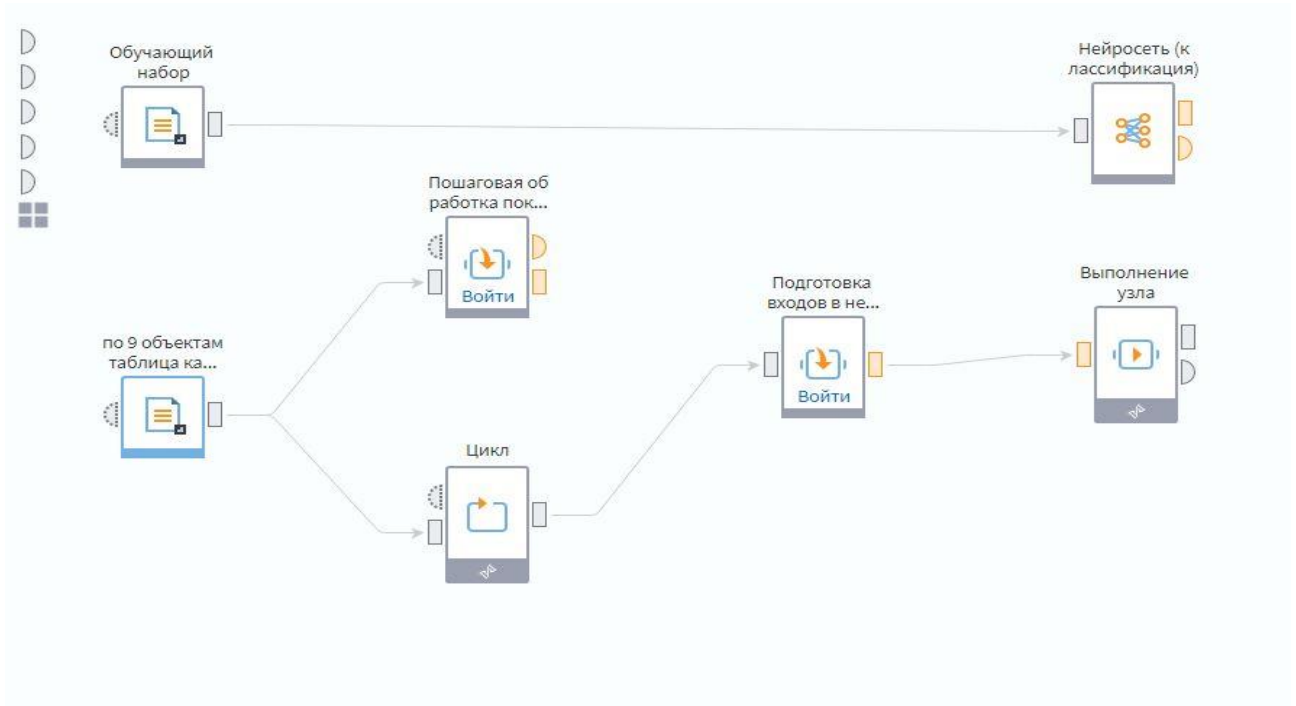 Обучающий
набор
Нейросеть (к
лассификация)
Пошаговая об
работка пок...
Войти
Подготовка
входов в не...
Войти
Выполнение
узла
по 9 объектам
таблица ка...
Цикл